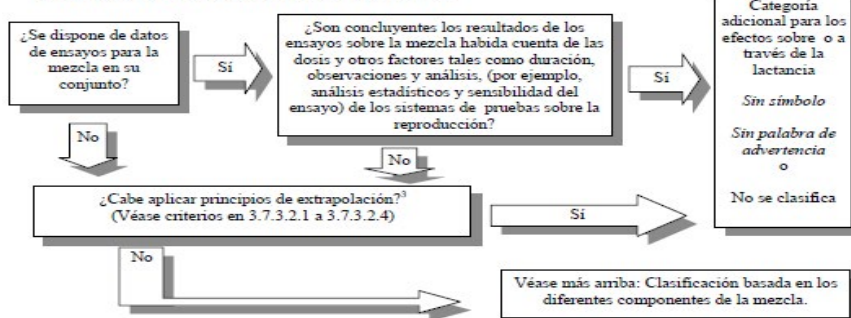 ¿Se dispone de datos
de ensayos para la
mezcla en su
conjunto?
Sí
¿Son concluyentes los resultados de los
ensayos sobre la mezcla habida cuenta de las
dosis y otros factores tales como duración,
observaciones y análisis, (por ejemplo,
análisis estadísticos y sensibilidad del
ensayo) de los sistemas de pruebas sobre la
reproducción?
Sí
Categoría
adicional para los
efectos sobre o a
través de la
lactancia
Sin símbolo
Sin palabra de
advertencia
o
No se clasifica
No
No
¿Cabe aplicar principios de extrapolación?³
(Véase criterios en 3.7.3.2.1 a 3.7.3.2.4)
Sí
No
Véase más arriba: Clasificación basada en los
diferentes componentes de la mezcla.